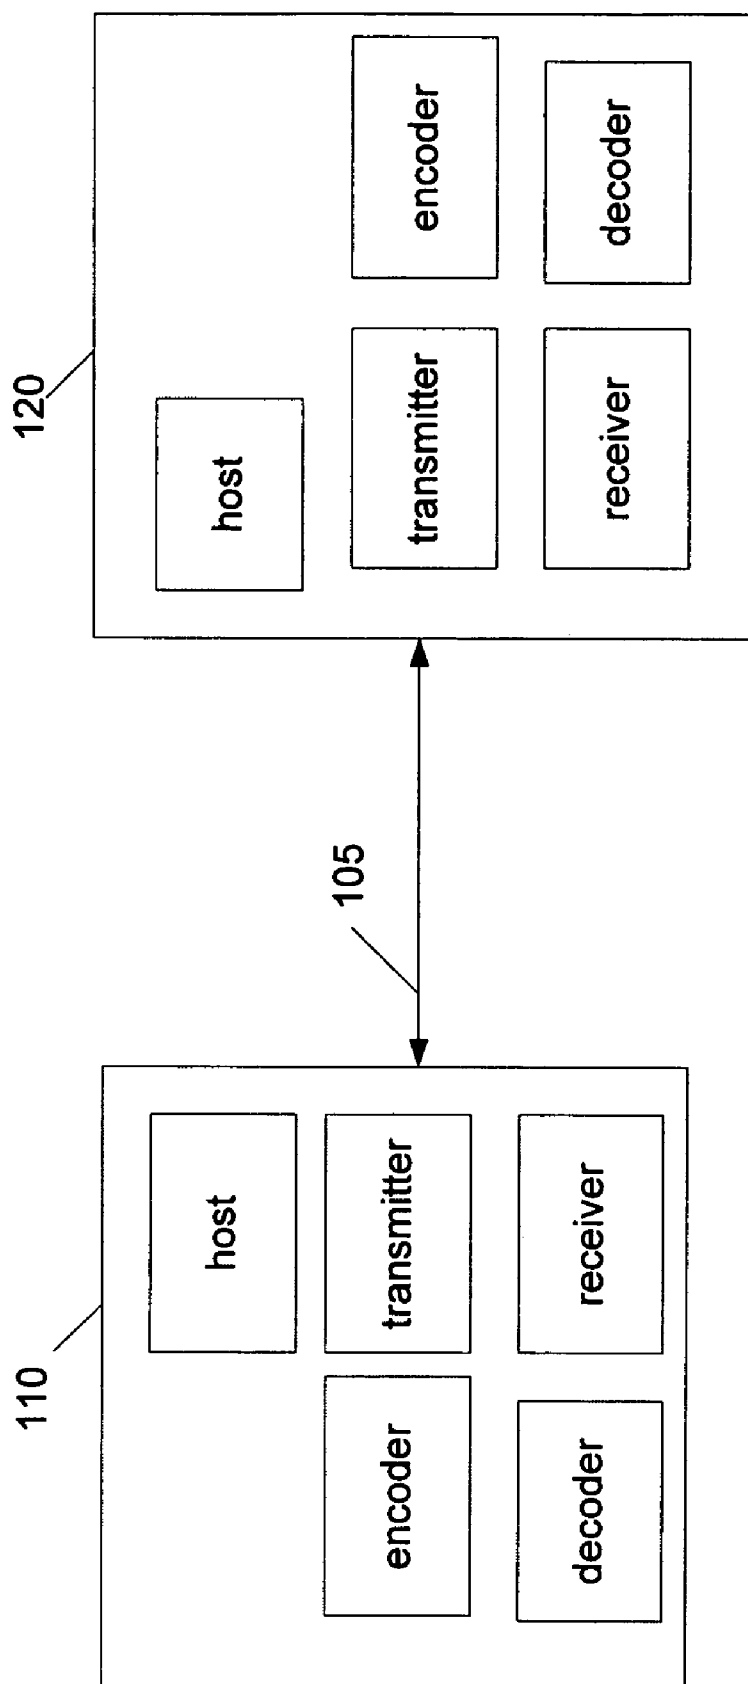 110
host
encoder
transmitter
decoder
receiver
105
120
host
transmitter
encoder
receiver
decoder